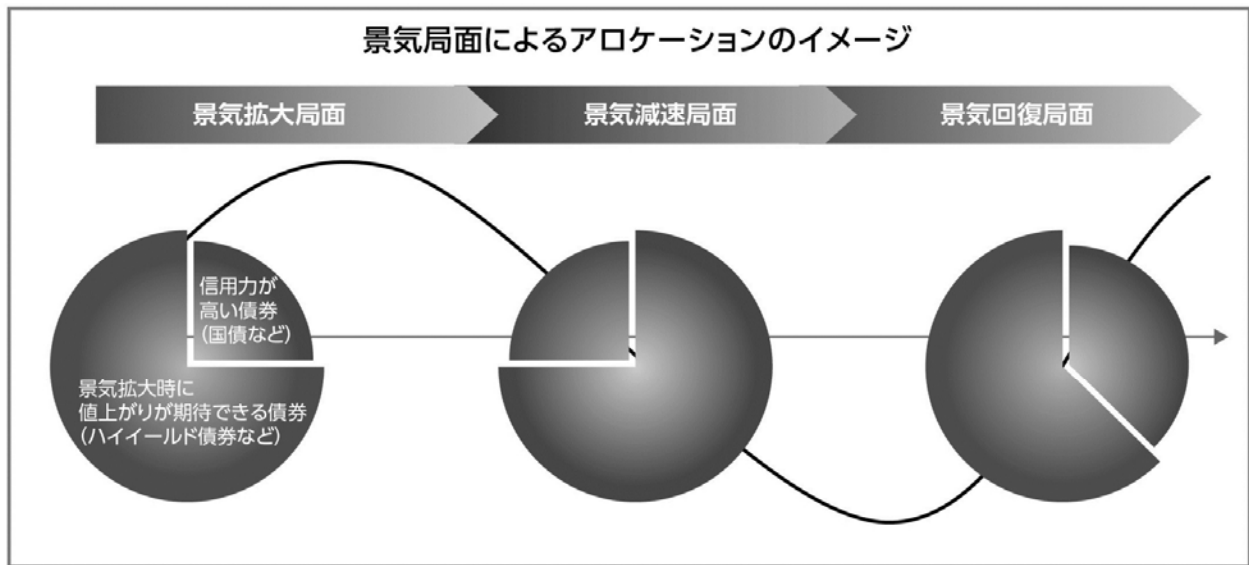 景気局面によるアロケーションのイメージ
景気拡大局面
景気減速局面
景気回復局面
信用力が
高い債券
(国債など)
景気拡大時に
値上がりが期待できる債券
(ハイイールド債券など)